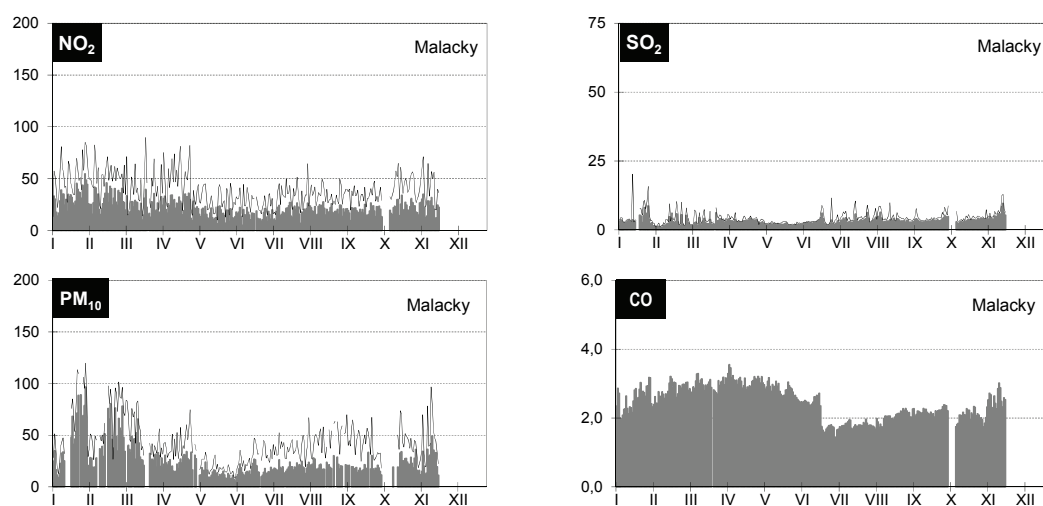 200
NO₂
Malacky
150
100
50
0
I II III IV V VI VII VIII IX X XI XII
75
SO₂
Malacky
50
25
0
I II III IV V VI VII VIII IX X XI XII
200
PM₁₀
Malacky
150
100
50
0
I II III IV V VI VII VIII IX X XI XII
6,0
CO
Malacky
4,0
2,0
0,0
I II III IV V VI VII VIII IX X XI XII